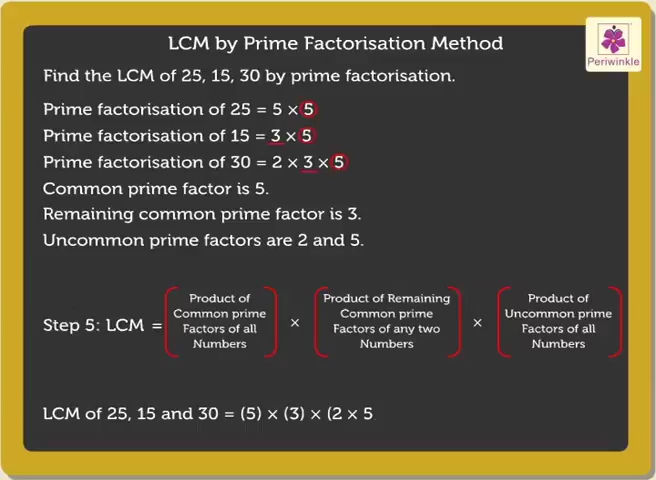 LCM by Prime Factorisation Method
Periwinkle
Find the LCM of 25, 15, 30 by prime factorisation.
Prime factorisation of 25 = 5 × 5
Prime factorisation of 15 = 3 × 5
Prime factorisation of 30 = 2 × 3 × 5
Common prime factor is 5.
Remaining common prime factor is 3.
Uncommon prime factors are 2 and 5.
Step 5: LCM =
Product of
Common prime
Factors of all
Numbers
×
Product of Remaining
Common prime
Factors of any two
Numbers
×
Product of
Uncommon prime
Factors of all
Numbers
LCM of 25, 15 and 30 = (5) × (3) × (2 × 5